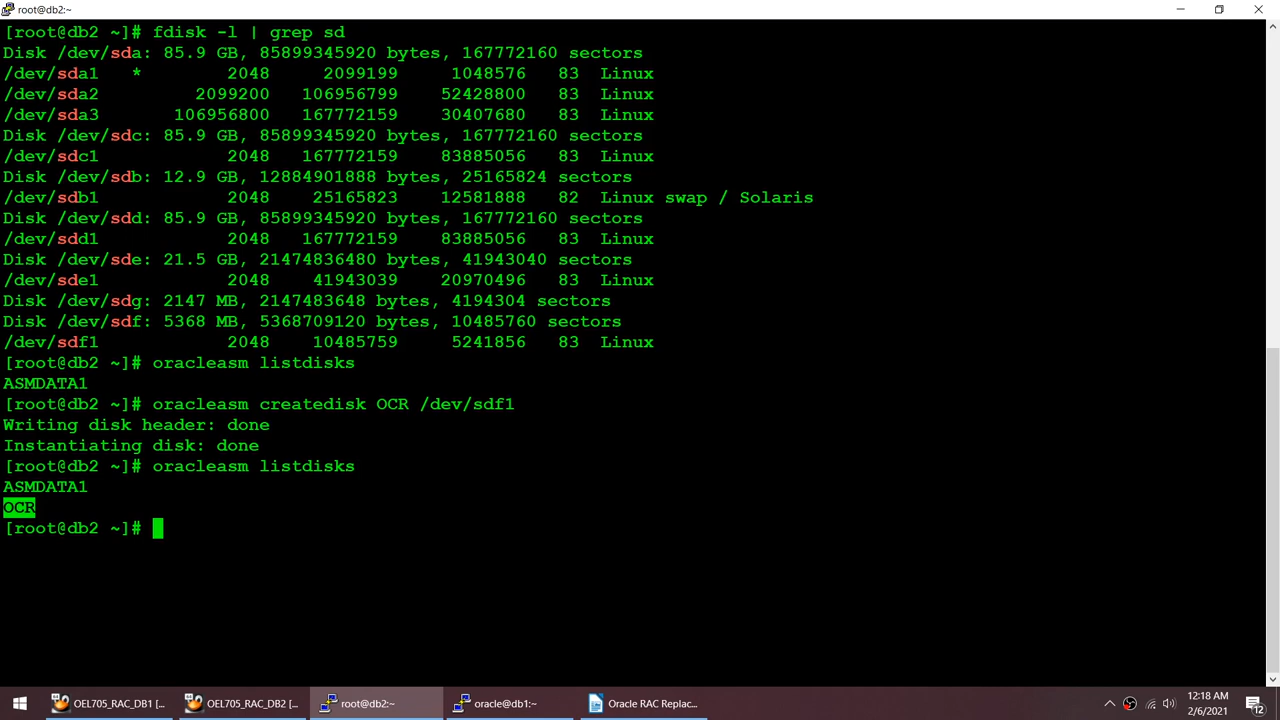 root@db2:~
[root@db2 ~]# fdisk -l | grep sd
Disk /dev/sda: 85.9 GB, 85899345920 bytes, 167772160 sectors
/dev/sda1   *        2048     2099199     1048576   83  Linux
/dev/sda2         2099200   106956799    52428800   83  Linux
/dev/sda3       106956800   167772159    30407680   83  Linux
Disk /dev/sdc: 85.9 GB, 85899345920 bytes, 167772160 sectors
/dev/sdc1            2048   167772159    83885056   83  Linux
Disk /dev/sdb: 12.9 GB, 12884901888 bytes, 25165824 sectors
/dev/sdb1            2048    25165823    12581888   82  Linux swap / Solaris
Disk /dev/sdd: 85.9 GB, 85899345920 bytes, 167772160 sectors
/dev/sdd1            2048   167772159    83885056   83  Linux
Disk /dev/sde: 21.5 GB, 21474836480 bytes, 41943040 sectors
/dev/sde1            2048    41943039    20970496   83  Linux
Disk /dev/sdg: 2147 MB, 2147483648 bytes, 4194304 sectors
Disk /dev/sdf: 5368 MB, 5368709120 bytes, 10485760 sectors
/dev/sdf1            2048    10485759     5241856   83  Linux
[root@db2 ~]# oracleasm listdisks
ASMDATA1
[root@db2 ~]# oracleasm createdisk OCR /dev/sdf1
Writing disk header: done
Instantiating disk: done
[root@db2 ~]# oracleasm listdisks
ASMDATA1
OCR
[root@db2 ~]#
OEL705_RAC_DB1 [... OEL705_RAC_DB2 [... root@db2:~ oracle@db1:~ Oracle RAC Replac... 12:18 AM
2/6/2021 12